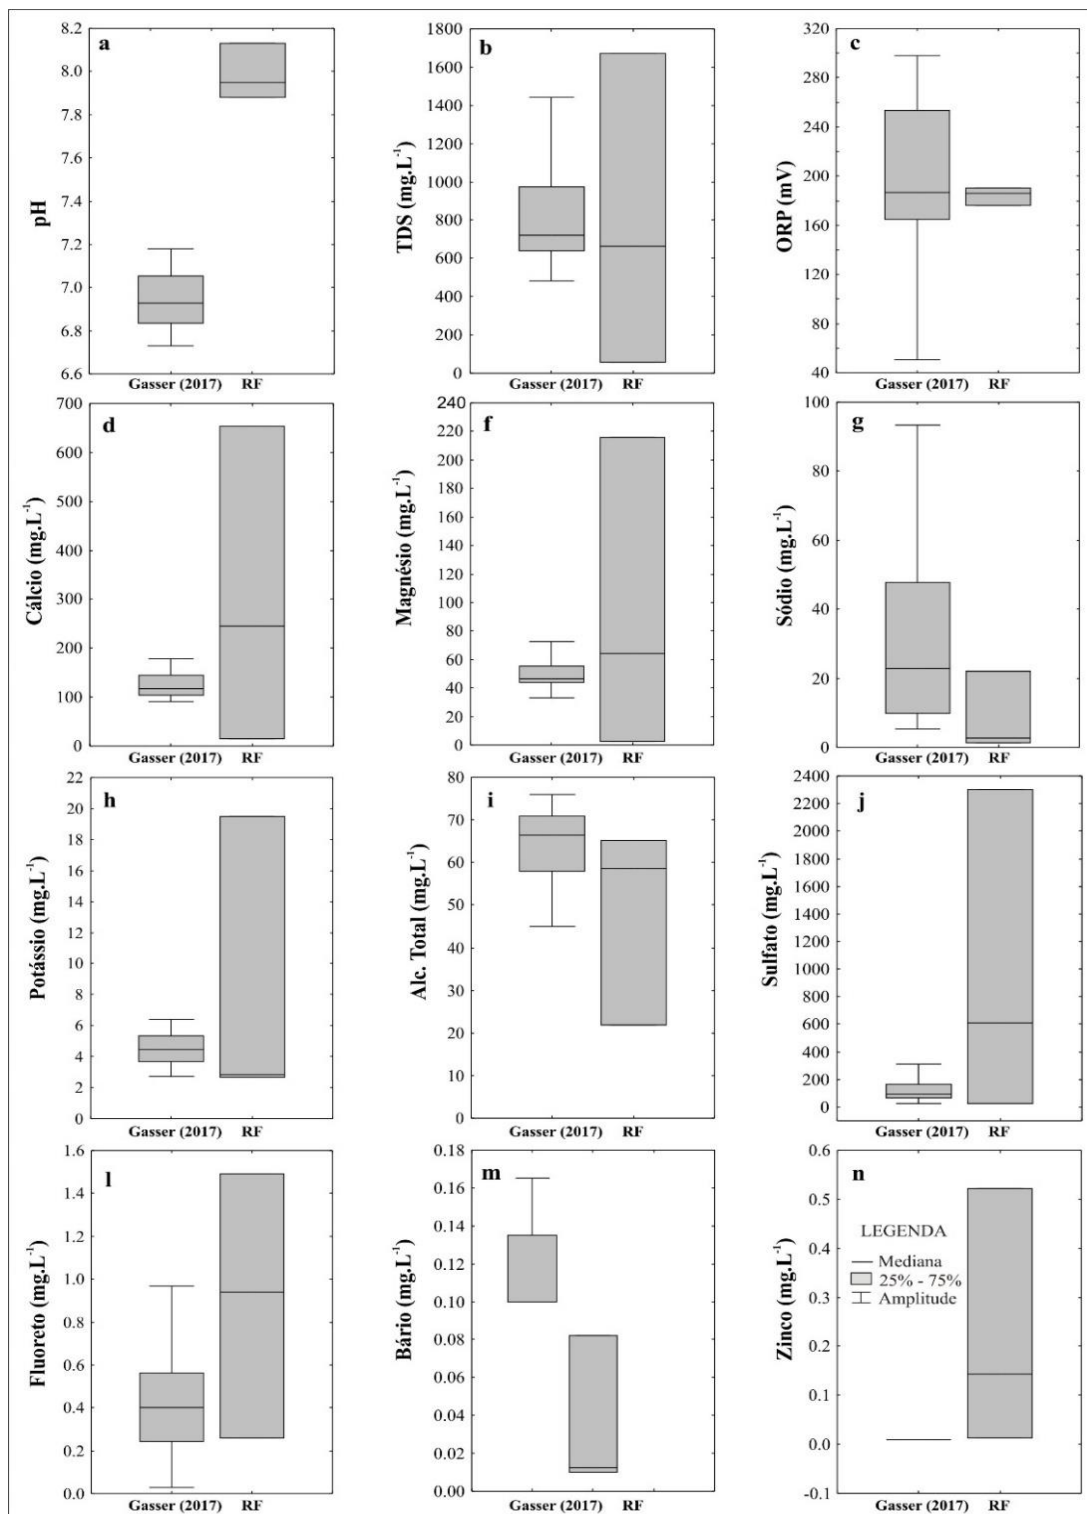 a
pH
8.2
8.0
7.8
7.6
7.4
7.2
7.0
6.8
6.6
Gasser (2017) RF
b
TDS (mg.L⁻¹)
1800
1600
1400
1200
1000
800
600
400
200
0
Gasser (2017) RF
c
ORP (mV)
320
280
240
200
160
120
80
40
Gasser (2017) RF
d
Cálcio (mg.L⁻¹)
700
600
500
400
300
200
100
0
Gasser (2017) RF
f
Magnésio (mg.L⁻¹)
240
220
200
180
160
140
120
100
80
60
40
20
0
Gasser (2017) RF
g
Sódio (mg.L⁻¹)
100
80
60
40
20
0
Gasser (2017) RF
h
Potássio (mg.L⁻¹)
22
20
18
16
14
12
10
8
6
4
2
0
Gasser (2017) RF
i
Alc. Total (mg.L⁻¹)
80
70
60
50
40
30
20
10
0
Gasser (2017) RF
j
Sulfato (mg.L⁻¹)
2400
2200
2000
1800
1600
1400
1200
1000
800
600
400
200
0
Gasser (2017) RF
l
Fluoreto (mg.L⁻¹)
1.6
1.4
1.2
1.0
0.8
0.6
0.4
0.2
0.0
Gasser (2017) RF
m
Bário (mg.L⁻¹)
0.18
0.16
0.14
0.12
0.10
0.08
0.06
0.04
0.02
0.00
Gasser (2017) RF
n
Zinco (mg.L⁻¹)
0.6
0.5
0.4
0.3
0.2
0.1
0.0
-0.1
LEGENDA
Mediana
25% - 75%
Amplitude
Gasser (2017) RF